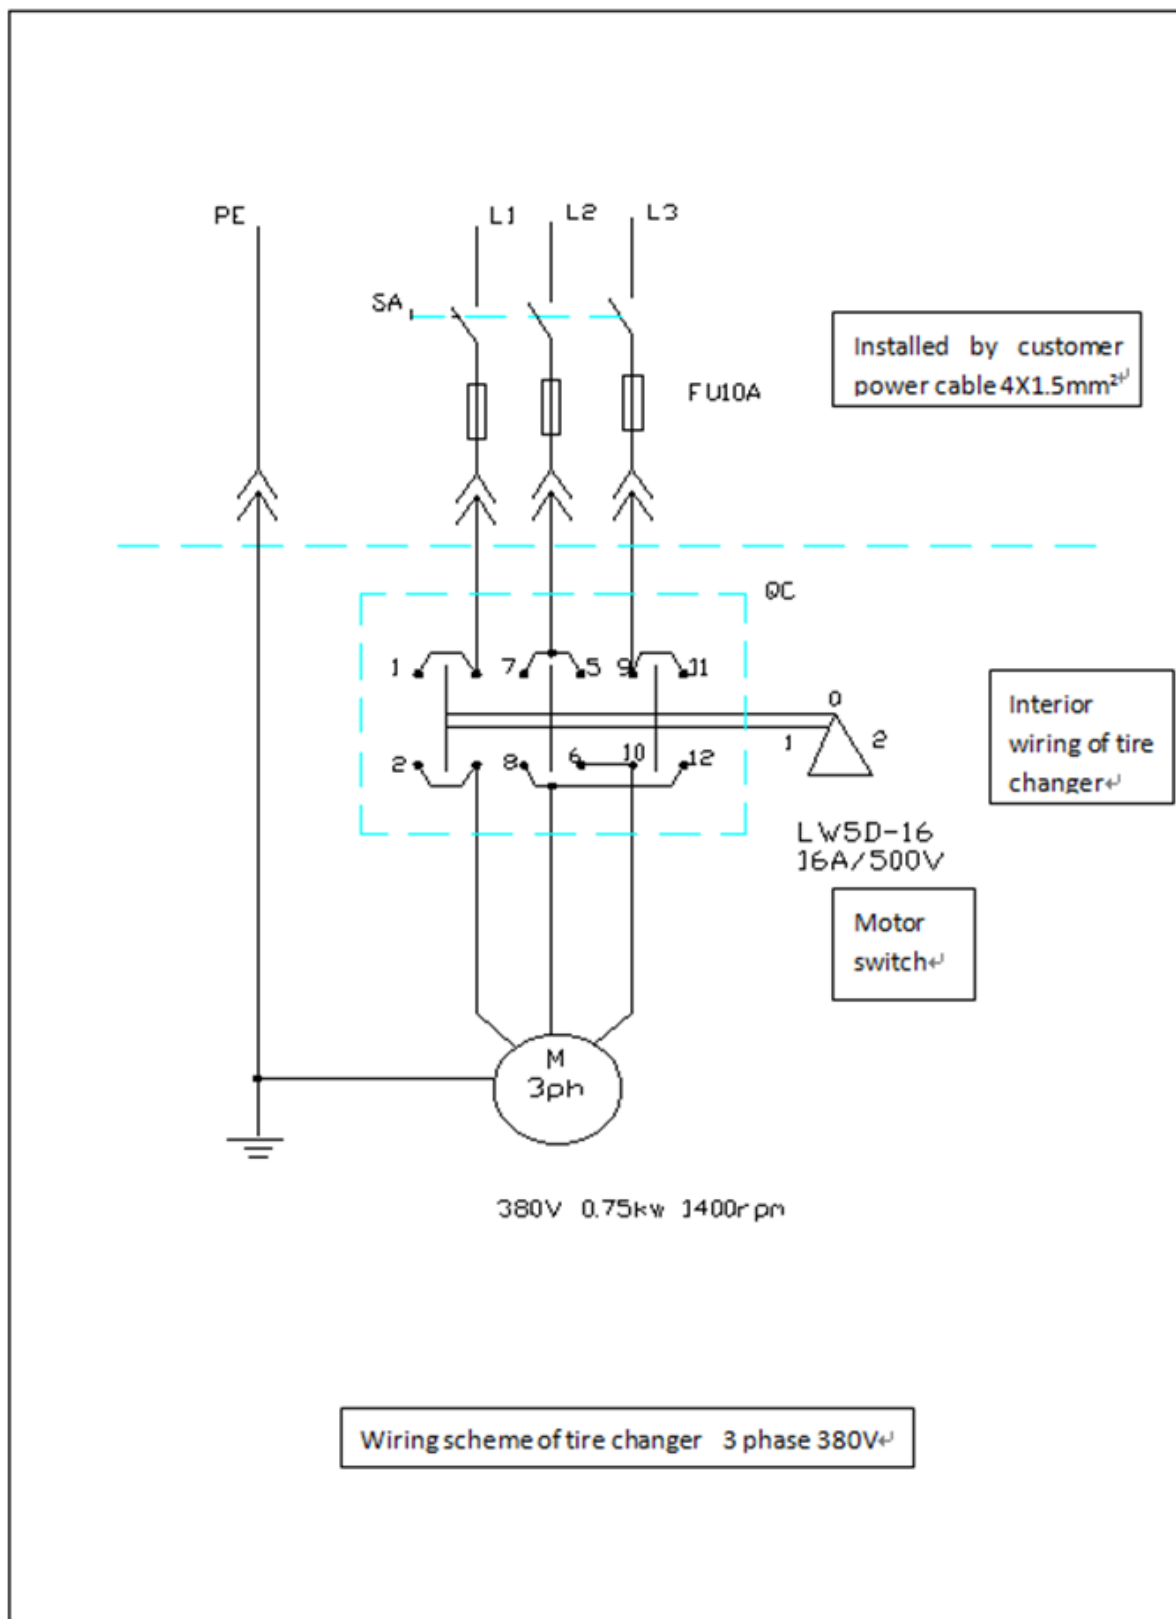 PE
L1
L2
L3
SA
FU10A
Installed by customer
power cable 4X1.5mm²↵
QC
1
7
5
9
11
0
1
2
2
8
6
10
12
Interior
wiring of tire
changer↵
LW5D-16
16A/500V
Motor
switch↵
M
3ph
380V 0.75kw 1400rpm
Wiring scheme of tire changer 3 phase 380V↵